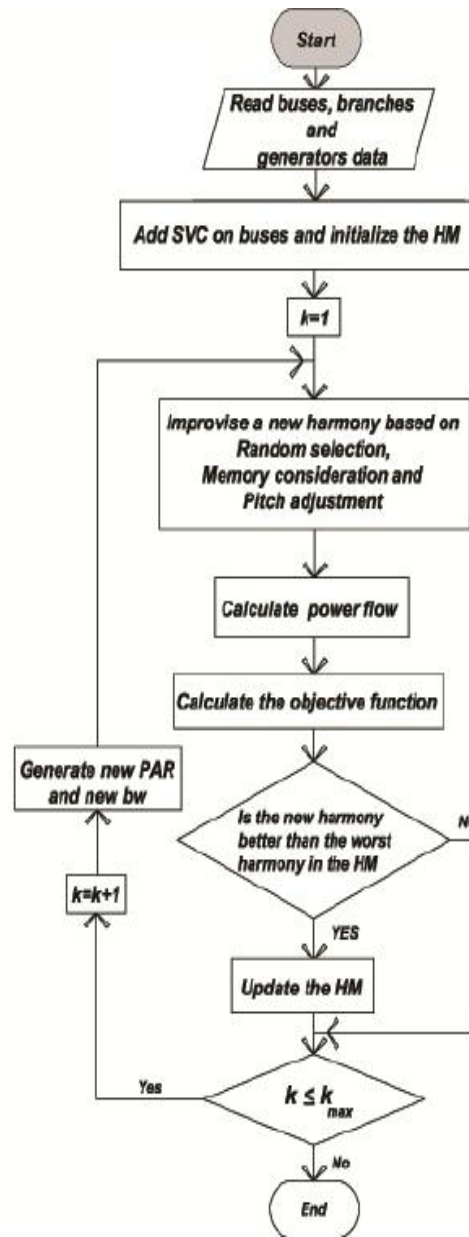 Start
Read buses, branches
and
generators data
Add SVC on buses and initialize the HM
k=1
Improvise a new harmony based on
Random selection,
Memory consideration and
Pitch adjustment
Calculate power flow
Calculate the objective function
Generate new PAR
and new bw
Is the new harmony
better than the worst
harmony in the HM
k=k+1
YES
Update the HM
Yes
k ≤ k max
No
End